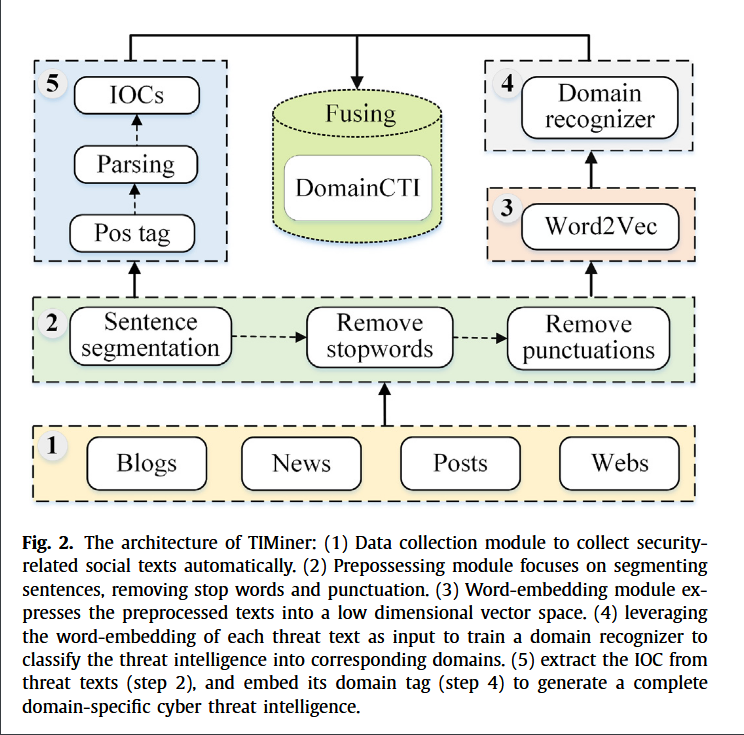 5
IOCs
Parsing
Pos tag
Fusing
DomainCTI
4
Domain
recognizer
3
Word2Vec
2
Sentence
segmentation
Remove
stopwords
Remove
punctuations
1
Blogs
News
Posts
Webs
Fig. 2. The architecture of TIMiner: (1) Data collection module to collect security-
related social texts automatically. (2) Prepossessing module focuses on segmenting
sentences, removing stop words and punctuation. (3) Word-embedding module ex-
presses the preprocessed texts into a low dimensional vector space. (4) leveraging
the word-embedding of each threat text as input to train a domain recognizer to
classify the threat intelligence into corresponding domains. (5) extract the IOC from
threat texts (step 2), and embed its domain tag (step 4) to generate a complete
domain-specific cyber threat intelligence.